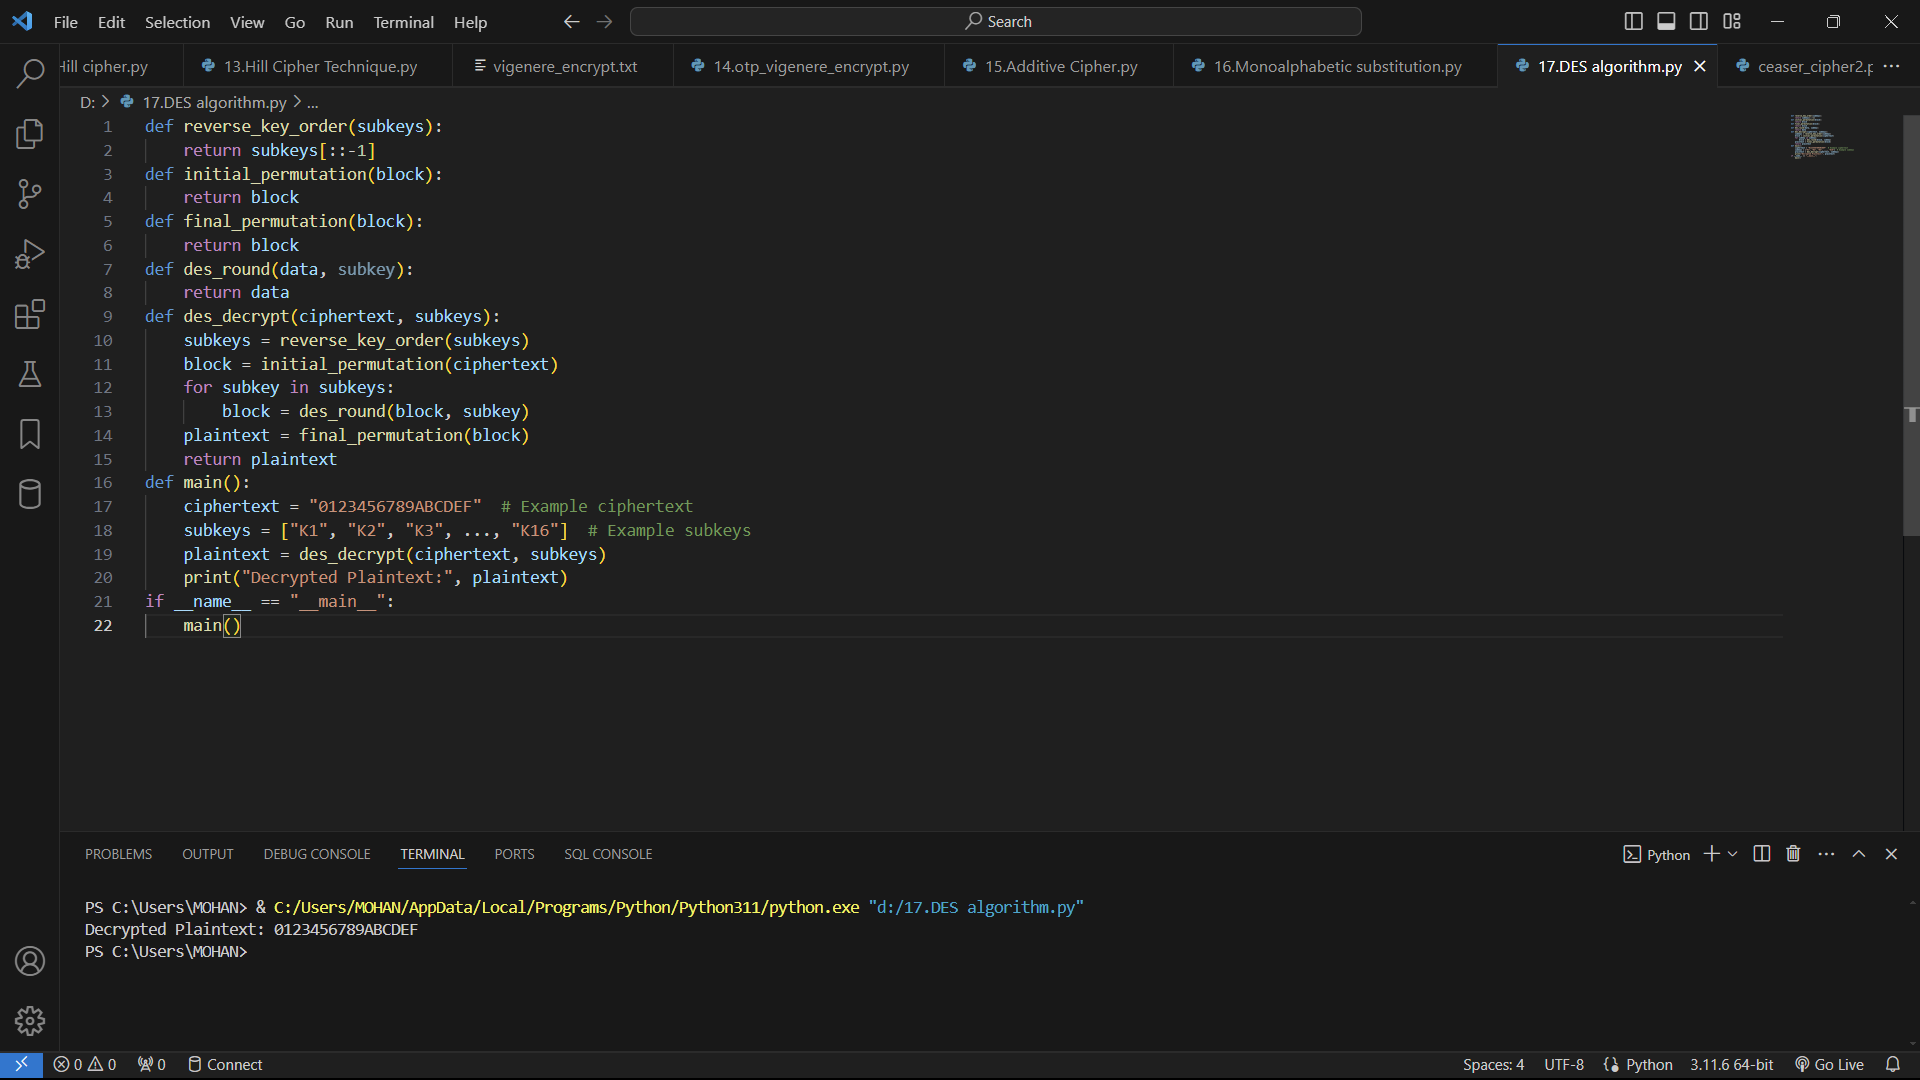 File Edit Selection View Go Run Terminal Help Search
Hill cipher.py 13.Hill Cipher Technique.py vigenere_encrypt.txt 14.otp_vigenere_encrypt.py 15.Additive Cipher.py 16.Monoalphabetic substitution.py 17.DES algorithm.py ceaser_cipher2.p ...
D: > 17.DES algorithm.py > ...
1 def reverse_key_order(subkeys):
2     return subkeys[::-1]
3 def initial_permutation(block):
4     return block
5 def final_permutation(block):
6     return block
7 def des_round(data, subkey):
8     return data
9 def des_decrypt(ciphertext, subkeys):
10     subkeys = reverse_key_order(subkeys)
11     block = initial_permutation(ciphertext)
12     for subkey in subkeys:
13         block = des_round(block, subkey)
14     plaintext = final_permutation(block)
15     return plaintext
16 def main():
17     ciphertext = "0123456789ABCDEF"  # Example ciphertext
18     subkeys = ["K1", "K2", "K3", ..., "K16"]  # Example subkeys
19     plaintext = des_decrypt(ciphertext, subkeys)
20     print("Decrypted Plaintext:", plaintext)
21 if __name__ == "__main__":
22     main()
PROBLEMS OUTPUT DEBUG CONSOLE TERMINAL PORTS SQL CONSOLE Python
PS C:\Users\MOHAN> & C:/Users/MOHAN/AppData/Local/Programs/Python/Python311/python.exe "d:/17.DES algorithm.py"
Decrypted Plaintext: 0123456789ABCDEF
PS C:\Users\MOHAN>
0 0 0 Connect Spaces: 4 UTF-8 Python 3.11.6 64-bit Go Live